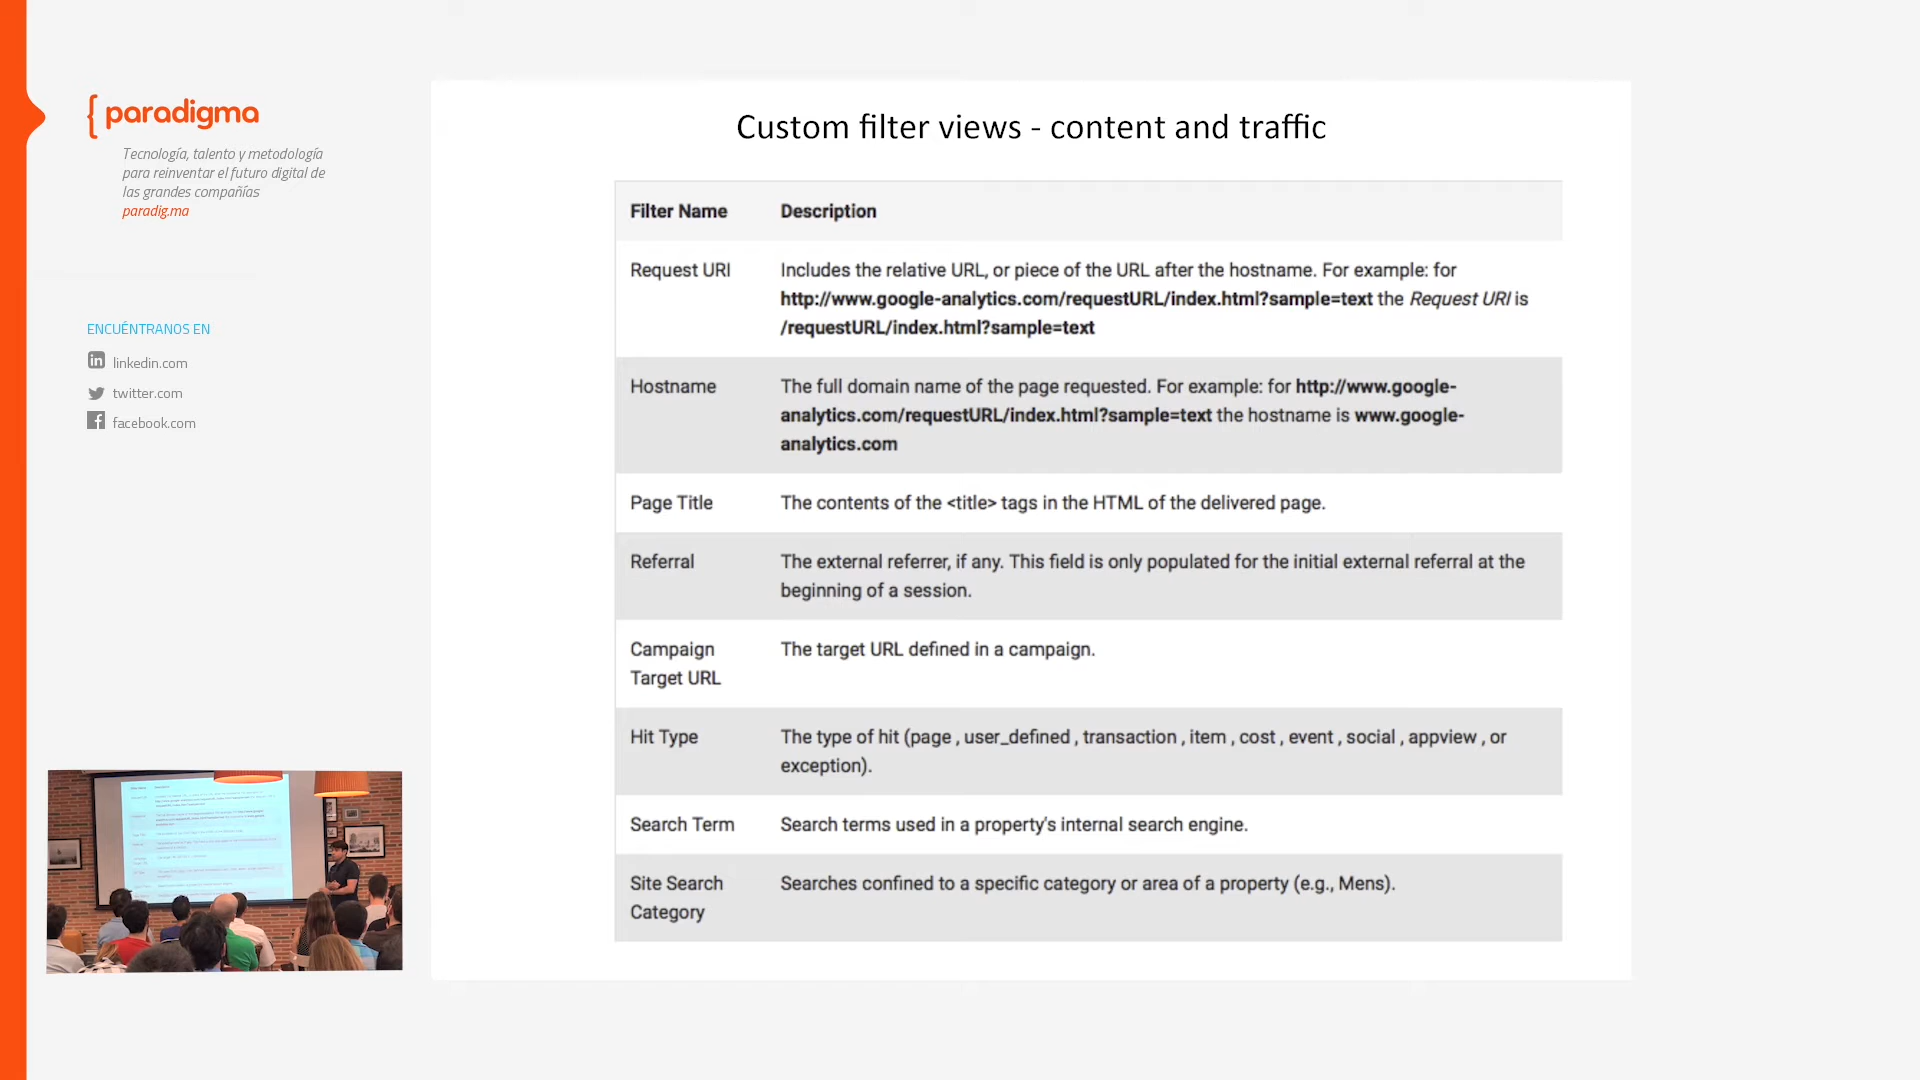 { paradigma
Tecnología, talento y metodología
para reinventar el futuro digital de
las grandes compañías
paradig.ma
ENCUÉNTRANOS EN
linkedin.com
twitter.com
facebook.com
Custom filter views - content and traffic
Filter Name Description
Request URI Includes the relative URL, or piece of the URL after the hostname. For example: for
http://www.google-analytics.com/requestURL/index.html?sample=text the Request URI is
/requestURL/index.html?sample=text
Hostname The full domain name of the page requested. For example: for http://www.google-
analytics.com/requestURL/index.html?sample=text the hostname is www.google-
analytics.com
Page Title The contents of the <title> tags in the HTML of the delivered page.
Referral The external referrer, if any. This field is only populated for the initial external referral at the
beginning of a session.
Campaign The target URL defined in a campaign.
Target URL
Hit Type The type of hit (page , user_defined , transaction , item , cost , event , social , appview , or
exception).
Search Term Search terms used in a property's internal search engine.
Site Search Searches confined to a specific category or area of a property (e.g., Mens).
Category